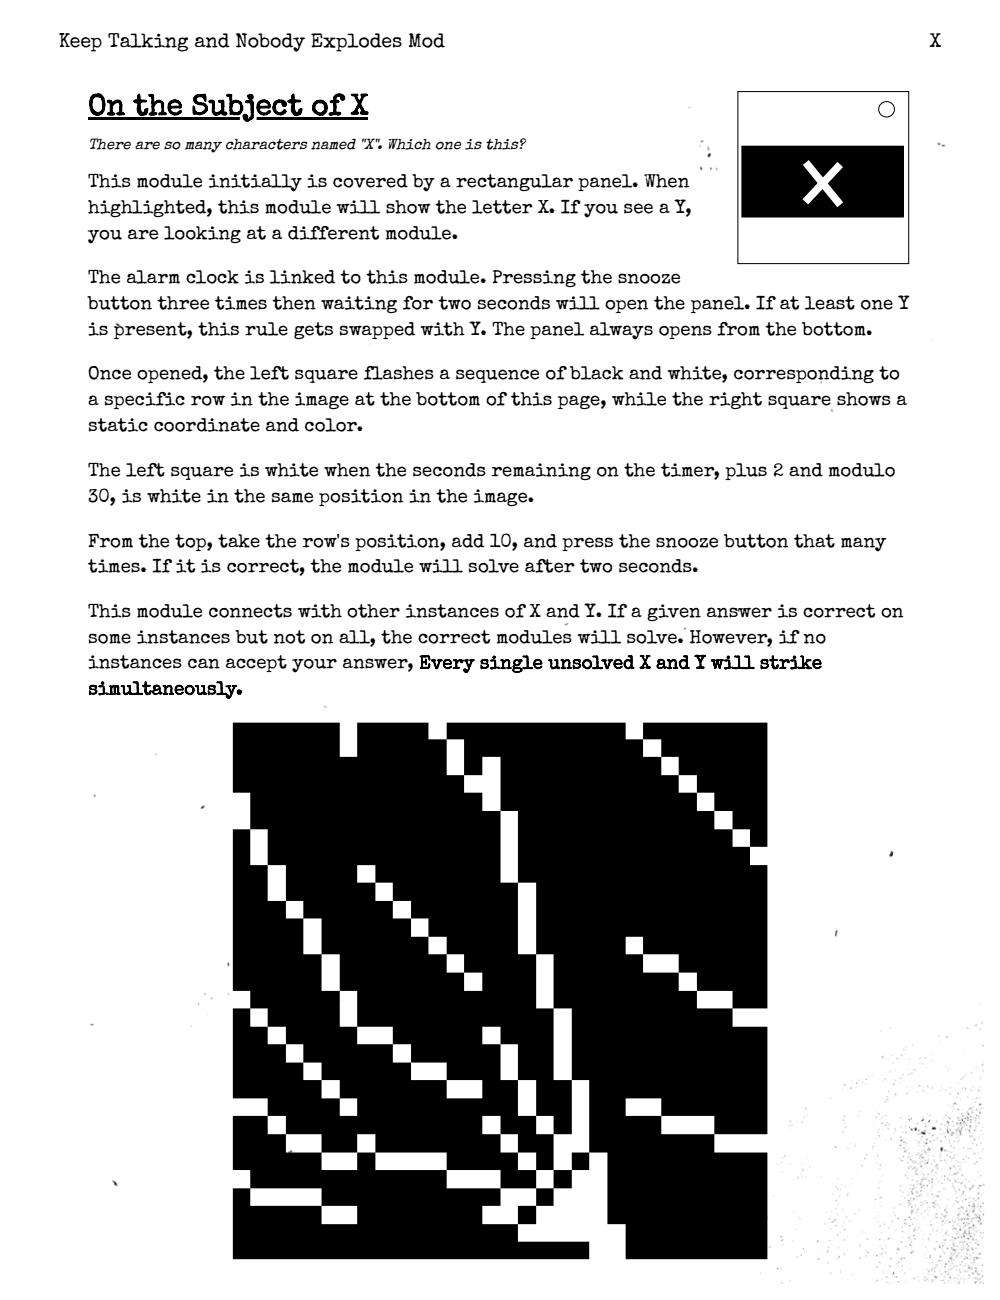 Keep Talking and Nobody Explodes Mod
X
On the Subject of X
There are so many characters named "X". Which one is this?
X
This module initially is covered by a rectangular panel. When
highlighted, this module will show the letter X. If you see a Y,
you are looking at a different module.
The alarm clock is linked to this module. Pressing the snooze
button three times then waiting for two seconds will open the panel. If at least one Y
is present, this rule gets swapped with Y. The panel always opens from the bottom.
Once opened, the left square flashes a sequence of black and white, corresponding to
a specific row in the image at the bottom of this page, while the right square shows a
static coordinate and color.
The left square is white when the seconds remaining on the timer, plus 2 and modulo
30, is white in the same position in the image.
From the top, take the row's position, add 10, and press the snooze button that many
times. If it is correct, the module will solve after two seconds.
This module connects with other instances of X and Y. If a given answer is correct on
some instances but not on all, the correct modules will solve. However, if no
instances can accept your answer, Every single unsolved X and Y will strike
simultaneously.